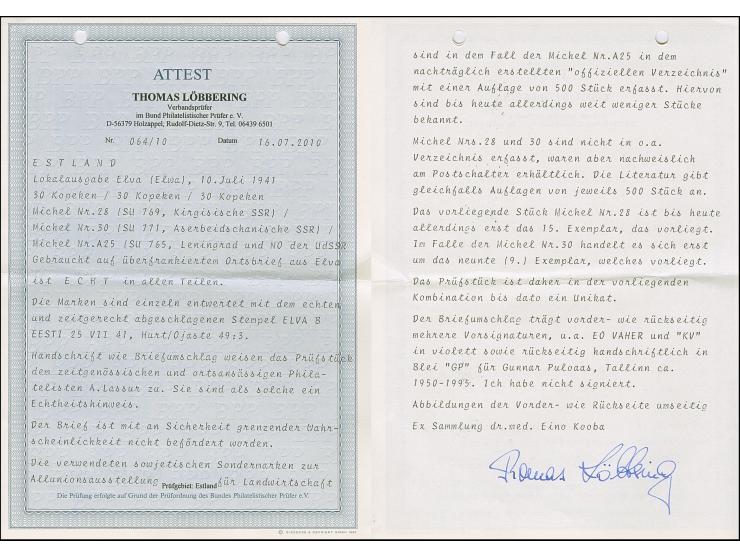 ATTEST
THOMAS LÖBBERING
Verbandsprüfer
im Bund Philatelistischer Prüfer e. V.
D-56379 Holzappel, Rudolf-Dietz-Str. 9, Tel. 06439 6501
Nr. 064/10 Datum 16.07.2010
E S T L A N D
Lokalausgabe Elva (Elwa), 10.Juli 1941
30 Kopeken / 30 Kopeken / 30 Kopeken
Michel Nr.28 (SU 769, Kirgisische SSR) /
Michel Nr.30 (SU 771, Aserbeidschanische SSR) /
Michel Nr.A25 (SU 765, Leningrad und NO der UdSSR
Gebraucht auf überfrankiertem Ortsbrief aus Elva
ist E C H T in allen Teilen.
Die Marken sind einzeln entwertet mit dem echten
und zeitgerecht abgeschlagenen Stempel ELVA B
EESTI 25 VII 41, Hurt/Ojaste 49:3.
Handschrift wie Briefumschlag weisen das Prüfstück
dem zeitgenössischen und ortsansässigen Phila-
telisten A.Lassur zu. Sie sind als solche ein
Echtheitshinweis.
Der Brief ist mit an Sicherheit grenzender Wahr-
scheinlichkeit nicht befördert worden.
Die verwendeten sowjetischen Sondermarken zur
Allunionsausstellung Prüfgebiet: Estland für Landwirtschaft
Die Prüfung erfolgte auf Grund der Prüfordnung des Bundes Philatelistischer Prüfer e.V.
sind in dem Fall der Michel Nr.A25 in dem
nachträglich erstellten "offiziellen Verzeichnis"
mit einer Auflage von 500 Stück erfasst. Hiervon
sind bis heute allerdings weit weniger Stücke
bekannt.
Michel Nrs.28 und 30 sind nicht in o.a.
Verzeichnis erfasst, waren aber nachweislich
am Postschalter erhältlich. Die Literatur gibt
gleichfalls Auflagen von jeweils 500 Stück an.
Das vorliegende Stück Michel Nr.28 ist bis heute
allerdings erst das 15. Exemplar, das vorliegt.
Im Falle der Michel Nr.30 handelt es sich erst
um das neunte (9.) Exemplar, welches vorliegt.
Das Prüfstück ist daher in der vorliegenden
Kombination bis dato ein Unikat.
Der Briefumschlag trägt vorder- wie rückseitig
mehrere Vorsignaturen, u.a. EO VAHER und "KV"
in violett sowie rückseitig handschriftlich in
Blei "GP" für Gunnar Puloaas, Tallinn ca.
1950-1995. Ich habe nicht signiert.
Abbildungen der Vorder- wie Rückseite umseitig
Ex Sammlung dr.med. Eino Kooba
Thomas Löbbering